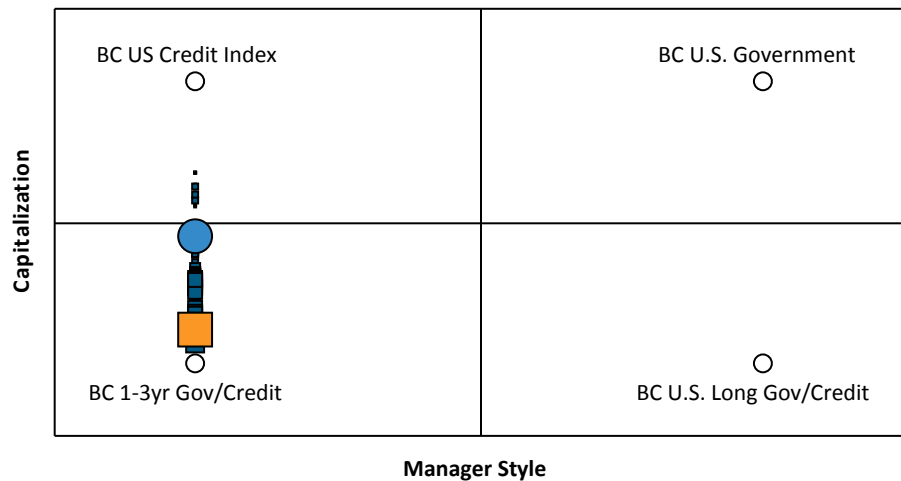 BC US Credit Index
BC U.S. Government
Capitalization
BC 1-3yr Gov/Credit
BC U.S. Long Gov/Credit
Manager Style